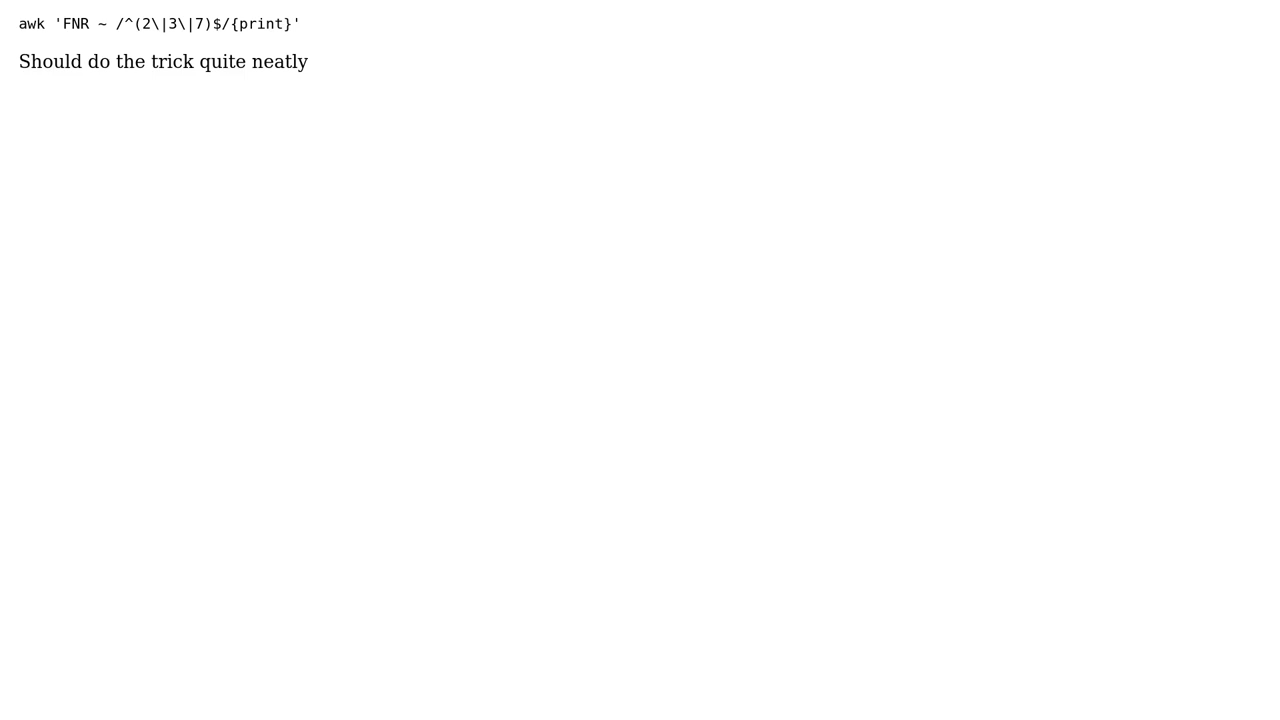 awk 'FNR ~ /^(2\|3\|7)$/{print}'
Should do the trick quite neatly